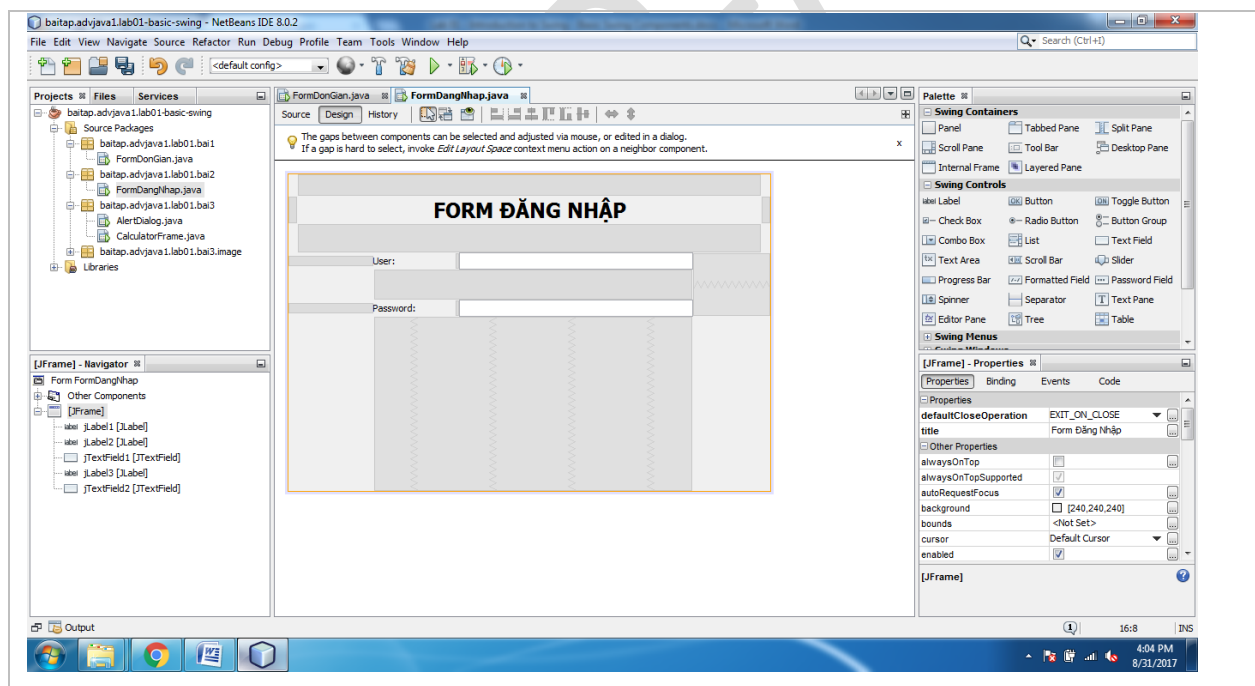 baitap.advjava1.lab01-basic-swing - NetBeans IDE 8.0.2
File Edit View Navigate Source Refactor Run Debug Profile Team Tools Window Help
Search (Ctrl+I)
<default config>
Projects Files Services
baitap.advjava1.lab01-basic-swing
Source Packages
baitap.advjava1.lab01.bai1
FormDonGian.java
baitap.advjava1.lab01.bai2
FormDangNhap.java
baitap.advjava1.lab01.bai3
AlertDialog.java
CalculatorFrame.java
baitap.advjava1.lab01.bai3.image
Libraries
[JFrame] - Navigator
Form FormDangNhap
Other Components
[JFrame]
label jLabel1 [JLabel]
label jLabel2 [JLabel]
jTextField1 [JTextField]
label jLabel3 [JLabel]
jTextField2 [JTextField]
FormDonGian.java FormDangNhap.java
Source Design History
The gaps between components can be selected and adjusted via mouse, or edited in a dialog.
If a gap is hard to select, invoke Edit Layout Space context menu action on a neighbor component.
x
FORM ĐĂNG NHẬP
User:
Password:
Palette
Swing Containers
Panel Tabbed Pane Split Pane
Scroll Pane Tool Bar Desktop Pane
Internal Frame Layered Pane
Swing Controls
label Label OK Button ON Toggle Button
Check Box Radio Button Button Group
Combo Box List Text Field
Text Area Scroll Bar Slider
Progress Bar Formatted Field Password Field
Spinner Separator Text Pane
Editor Pane Tree Table
Swing Menus
Swing Windows
[JFrame] - Properties
Properties Binding Events Code
Properties
defaultCloseOperation EXIT_ON_CLOSE
title Form Đăng Nhập
Other Properties
alwaysOnTop
alwaysOnTopSupported
autoRequestFocus
background [240,240,240]
bounds <Not Set>
cursor Default Cursor
enabled
[JFrame]
Output
1 16:8 INS
4:04 PM
8/31/2017